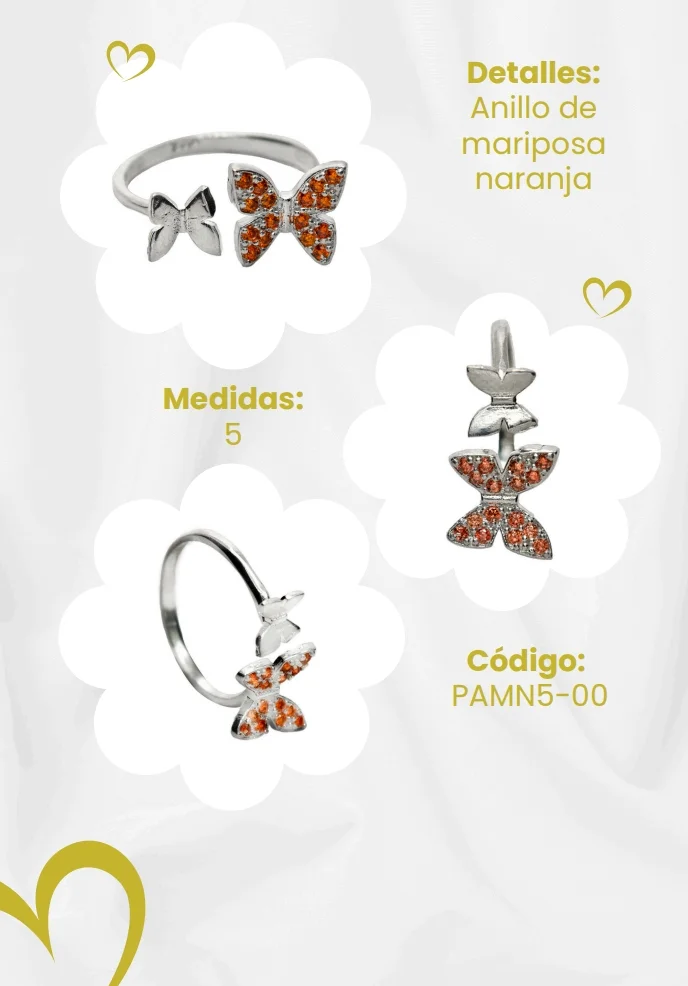 Detalles:
Anillo de
mariposa
naranja
Medidas:
5
Código:
PAMN5-00